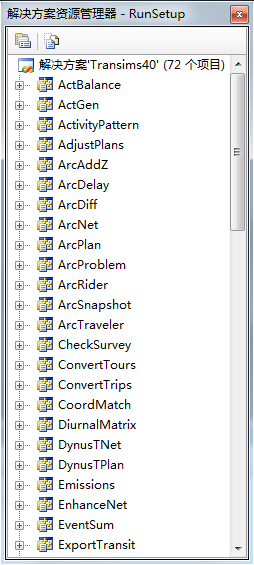 解决方案资源管理器 - RunSetup
解决方案'Transims40' (72 个项目)
ActBalance
ActGen
ActivityPattern
AdjustPlans
ArcAddZ
ArcDelay
ArcDiff
ArcNet
ArcPlan
ArcProblem
ArcRider
ArcSnapshot
ArcTraveler
CheckSurvey
ConvertTours
ConvertTrips
CoordMatch
DiurnalMatrix
DynusTNet
DynusTPlan
Emissions
EnhanceNet
EventSum
ExportTransit